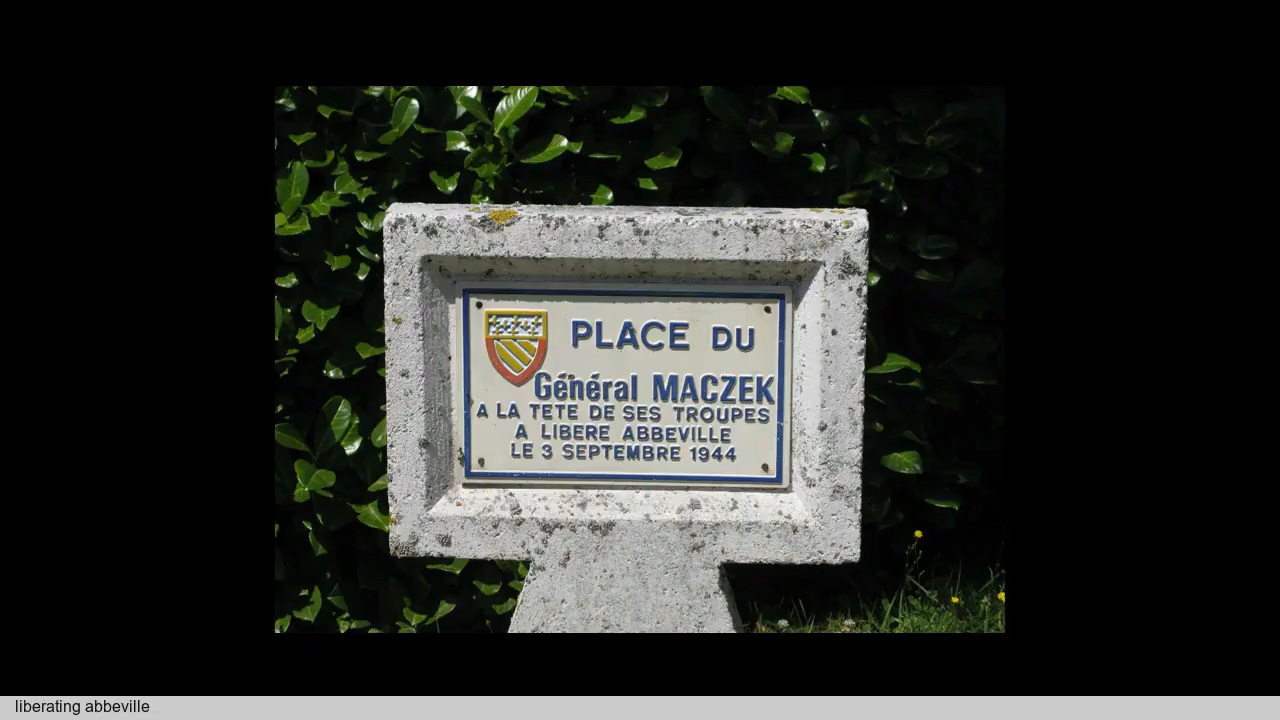 PLACE DU
Général MACZEK
A LA TETE DE SES TROUPES
A LIBERE ABBEVILLE
LE 3 SEPTEMBRE 1944
liberating abbeville